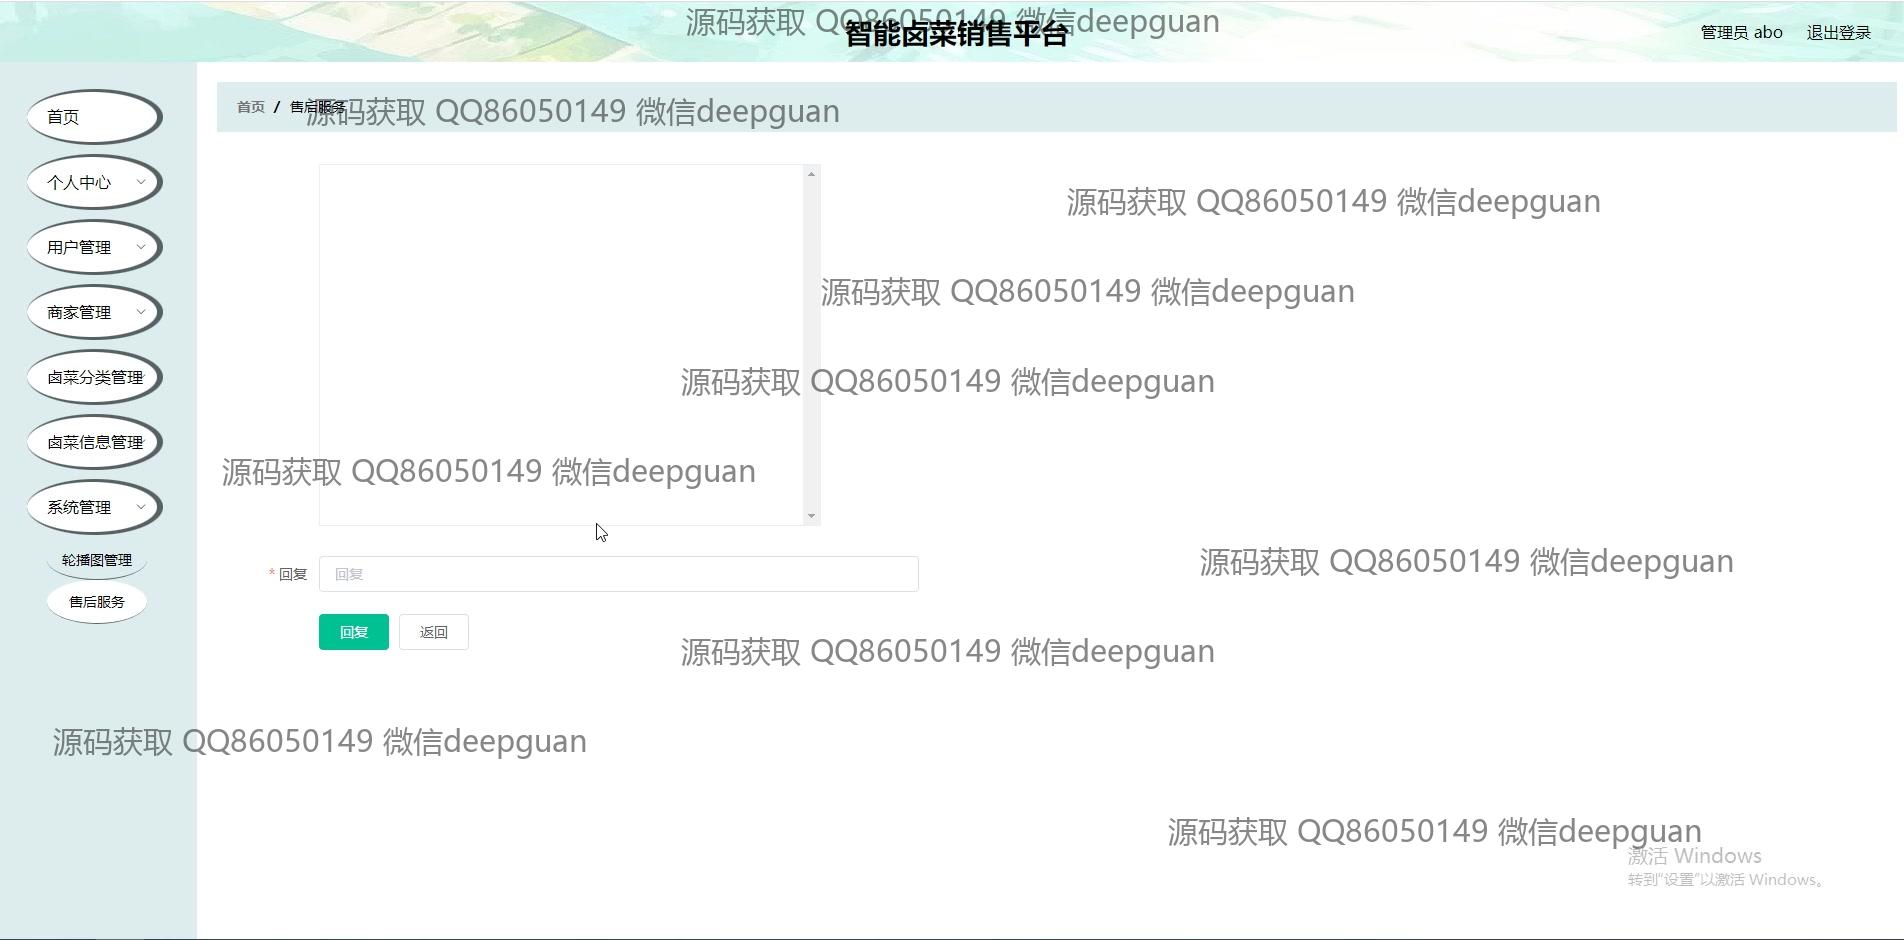 源码获取 QQ86050149 微信deepguan
智能卤菜销售平台
管理员 abo
退出登录
首页 / 售后服务
源码获取 QQ86050149 微信deepguan
首页
个人中心
用户管理
商家管理
卤菜分类管理
卤菜信息管理
系统管理
轮播图管理
售后服务
源码获取 QQ86050149 微信deepguan
源码获取 QQ86050149 微信deepguan
源码获取 QQ86050149 微信deepguan
源码获取 QQ86050149 微信deepguan
* 回复
回复
源码获取 QQ86050149 微信deepguan
回复
返回
源码获取 QQ86050149 微信deepguan
源码获取 QQ86050149 微信deepguan
源码获取 QQ86050149 微信deepguan
激活 Windows
转到"设置"以激活 Windows。